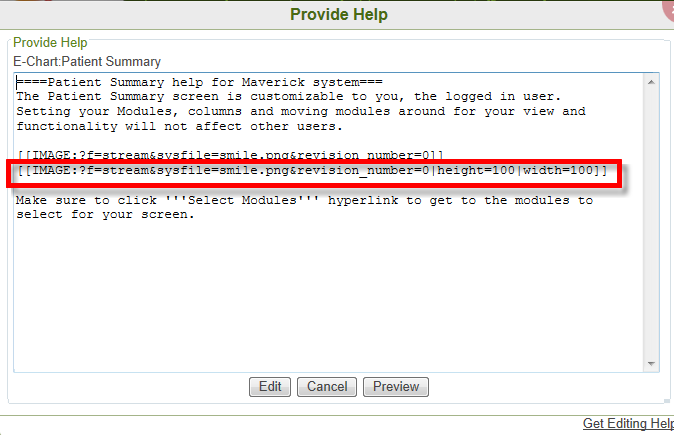 Provide Help
Provide Help
E-Chart:Patient Summary
====Patient Summary help for Maverick system===
The Patient Summary screen is customizable to you, the logged in user.
Setting your Modules, columns and moving modules around for your view and
functionality will not affect other users.
[[IMAGE:?f=stream&sysfile=smile.png&revision_number=0]]
[[IMAGE:?f=stream&sysfile=smile.png&revision_number=0|height=100|width=100]]
Make sure to click '''Select Modules''' hyperlink to get to the modules to
select for your screen.
Edit Cancel Preview
Get Editing Help